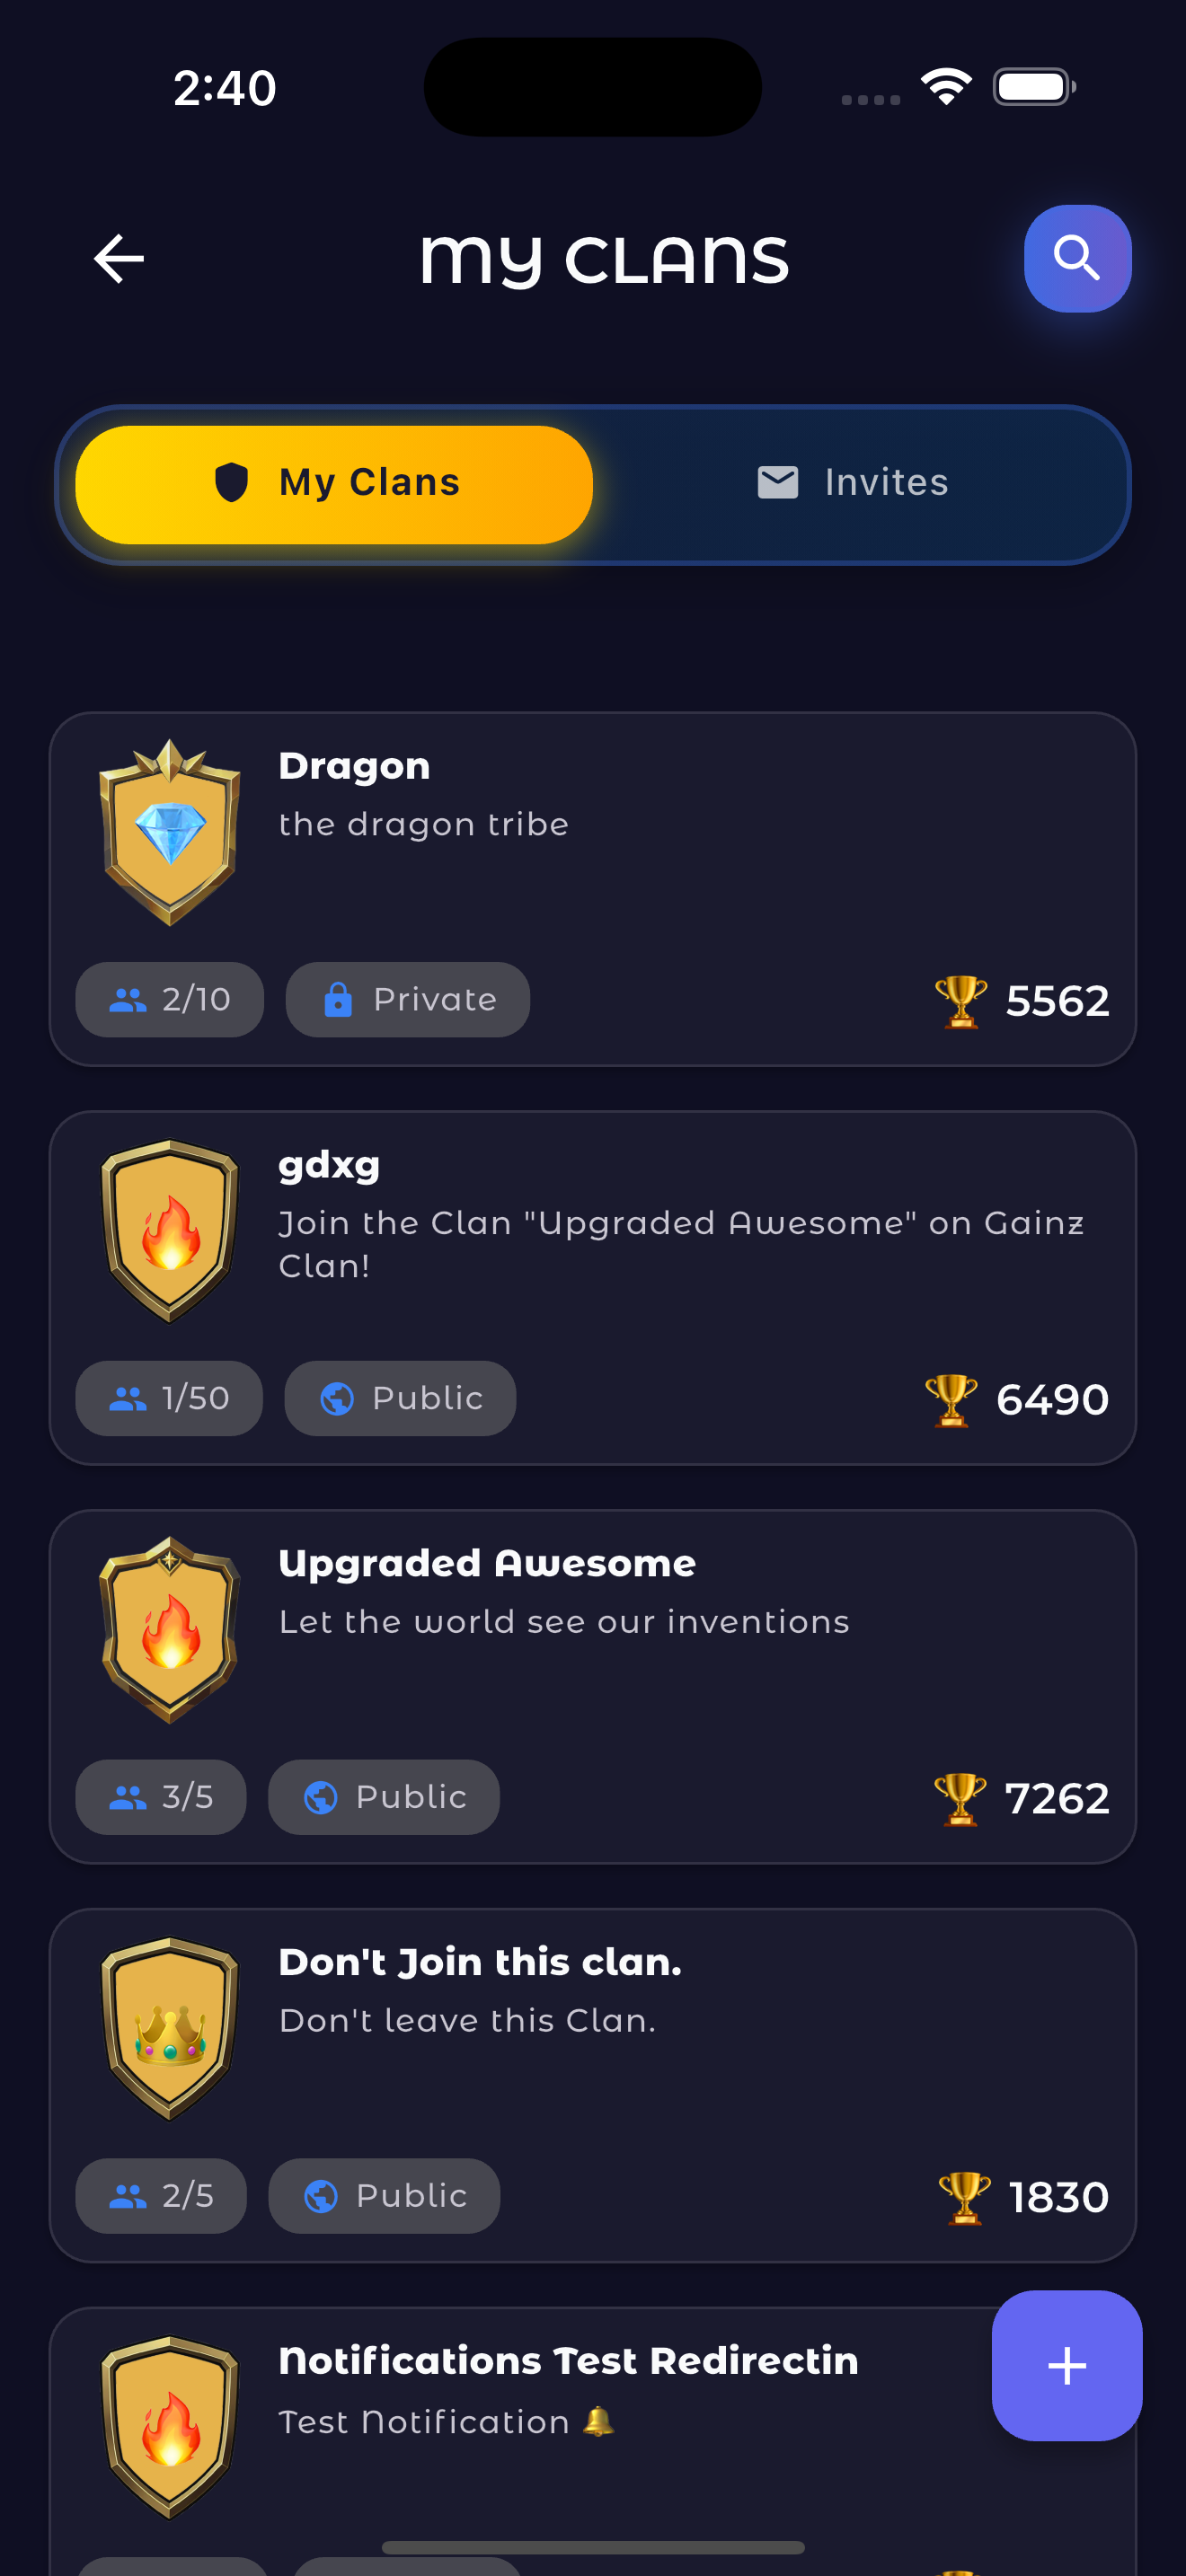 2:40
MY CLANS
My Clans
Invites
Dragon
the dragon tribe
2/10
Private
5562
gdxg
Join the Clan "Upgraded Awesome" on Gainz
Clan!
1/50
Public
6490
Upgraded Awesome
Let the world see our inventions
3/5
Public
7262
Don't Join this clan.
Don't leave this Clan.
2/5
Public
1830
Notifications Test Redirectin
Test Notification 🔔